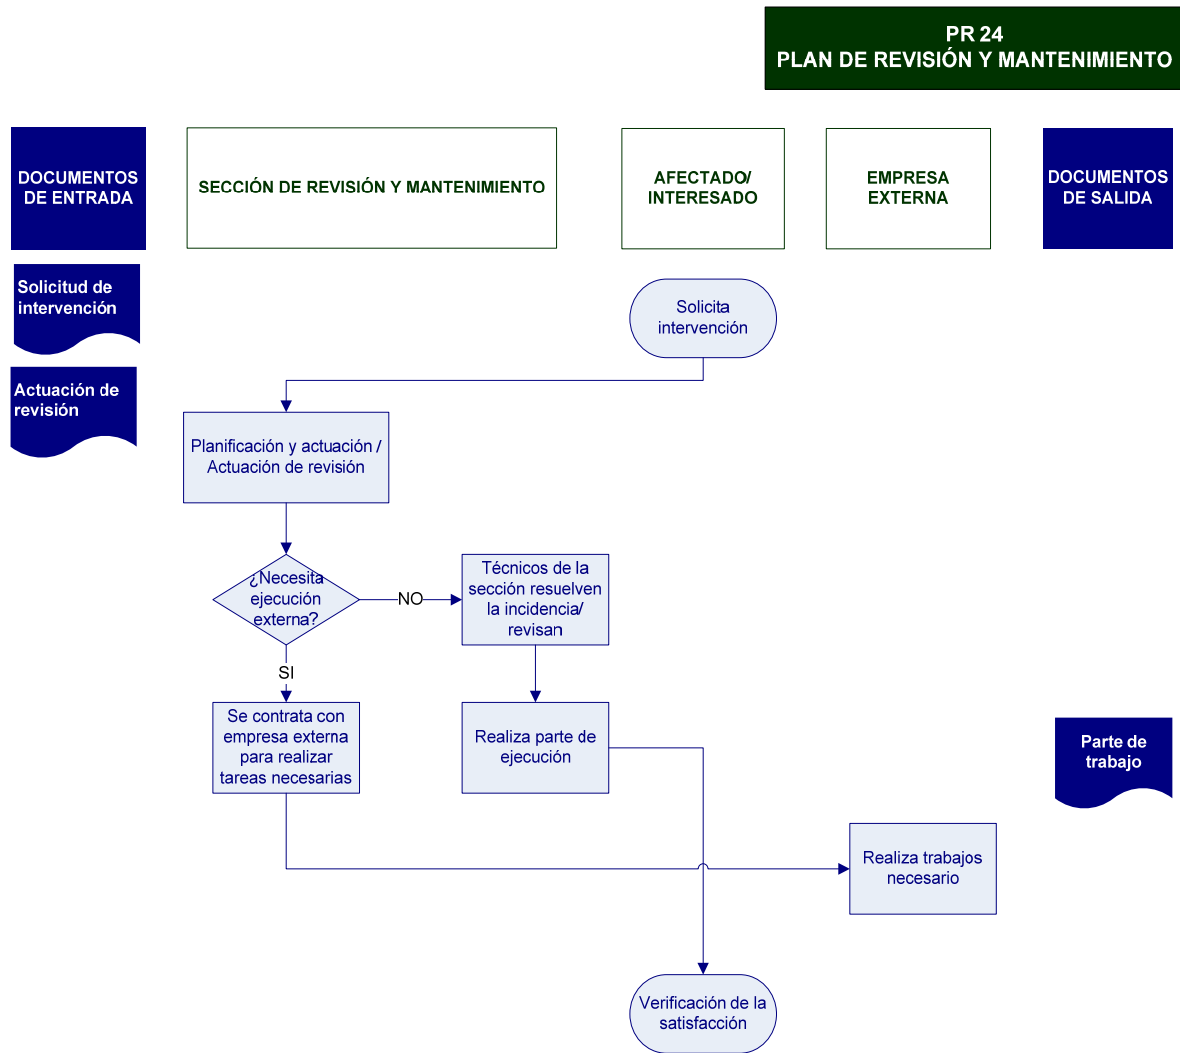 PR 24
PLAN DE REVISIÓN Y MANTENIMIENTO
DOCUMENTOS
DE ENTRADA
SECCIÓN DE REVISIÓN Y MANTENIMIENTO
AFECTADO/
INTERESADO
EMPRESA
EXTERNA
DOCUMENTOS
DE SALIDA
Solicitud de
intervención
Solicita
intervención
Actuación de
revisión
Planificación y actuación /
Actuación de revisión
¿Necesita
ejecución
externa?
NO
Técnicos de la
sección resuelven
la incidencia/
revisan
SI
Se contrata con
empresa externa
para realizar
tareas necesarias
Realiza parte de
ejecución
Parte de
trabajo
Realiza trabajos
necesario
Verificación de la
satisfacción